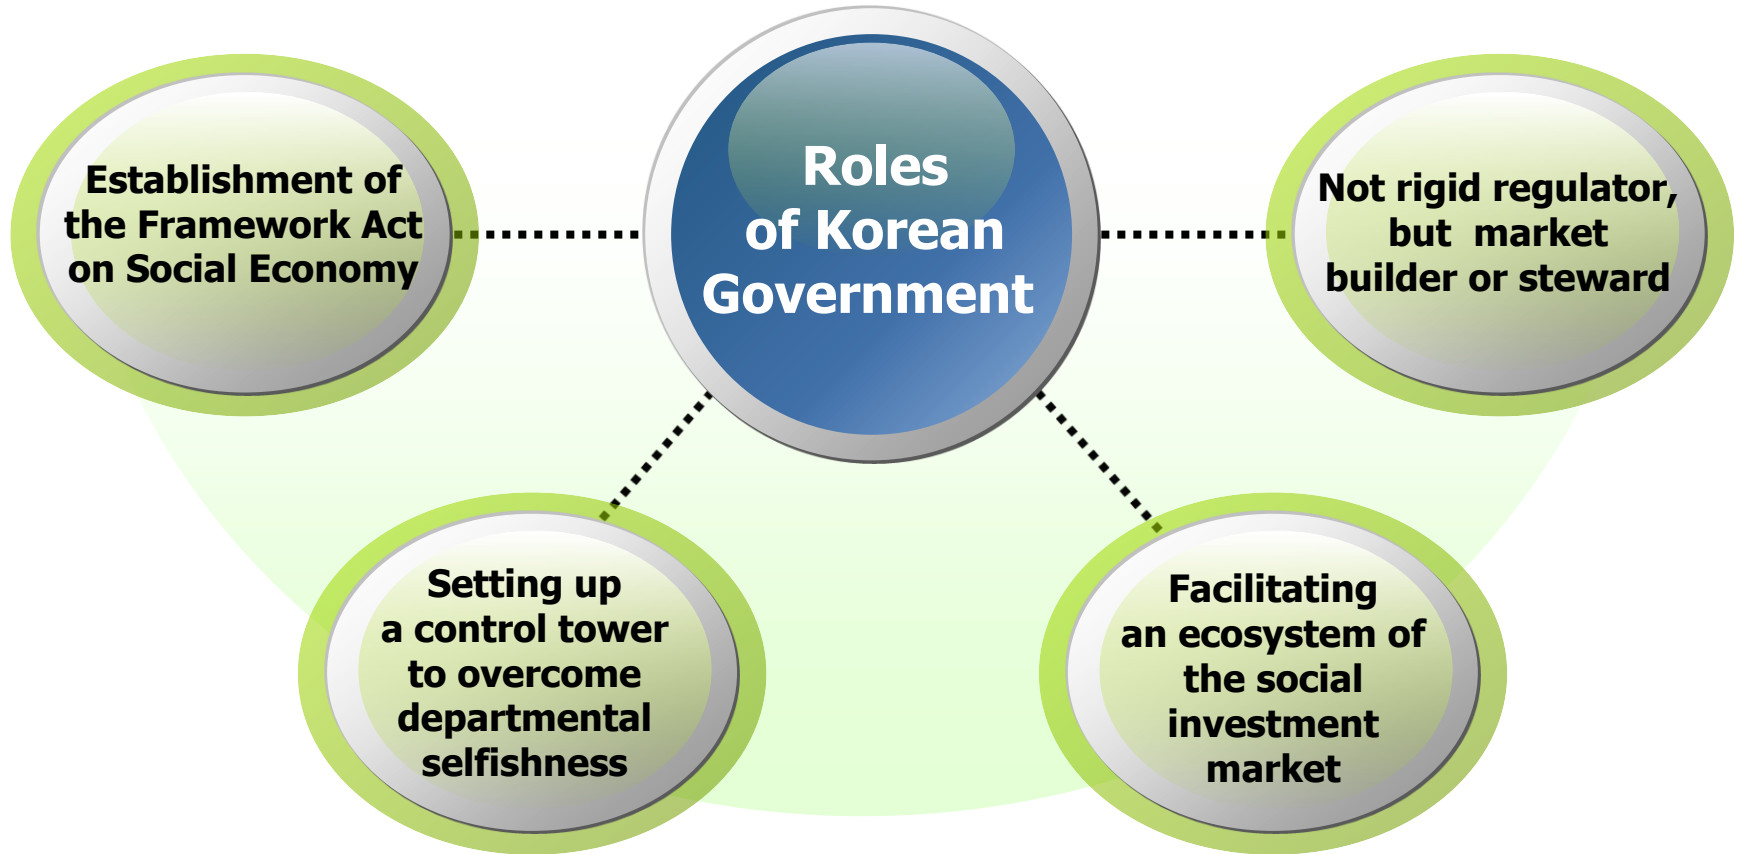 Roles
of Korean
Government
Establishment of
the Framework Act
on Social Economy
Not rigid regulator,
but  market
builder or steward
Setting up
a control tower
to overcome
departmental
selfishness
Facilitating
an ecosystem of
the social
investment
market